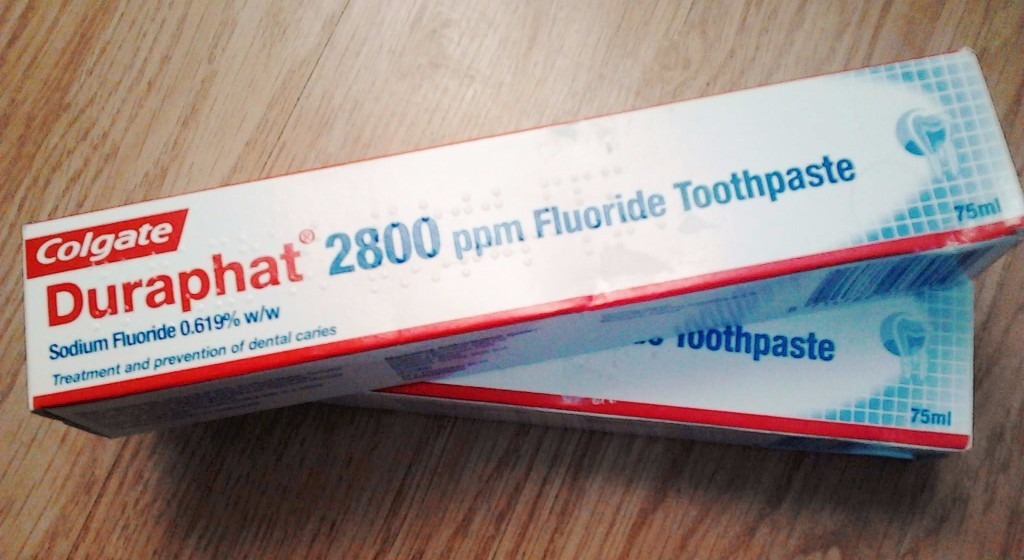 Colgate
Duraphat® 2800 ppm Fluoride Toothpaste
Sodium Fluoride 0.619% w/w
Treatment and prevention of dental caries
75ml
Toothpaste
75ml